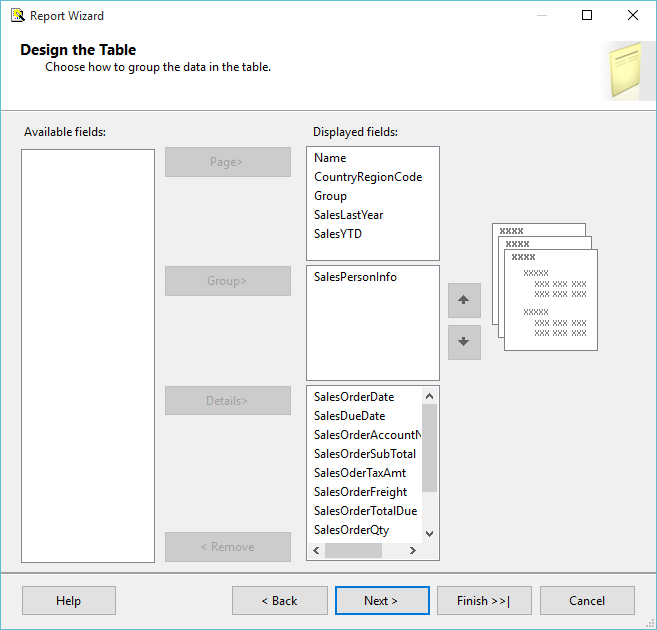 Report Wizard
Design the Table
Choose how to group the data in the table.
Available fields:
Displayed fields:
Page>
Name
CountryRegionCode
Group
SalesLastYear
SalesYTD
Group>
SalesPersonInfo
xxxx
xxxx
xxxx
xxxxx
xxx xxx xxx
xxx xxx xxx
xxxxx
xxx xxx xxx
xxx xxx xxx
Details>
SalesOrderDate
SalesDueDate
SalesOrderAccountN
SalesOrderSubTotal
SalesOderTaxAmt
SalesOrderFreight
SalesOrderTotalDue
SalesOrderQty
< Remove
Help
< Back
Next >
Finish >>|
Cancel